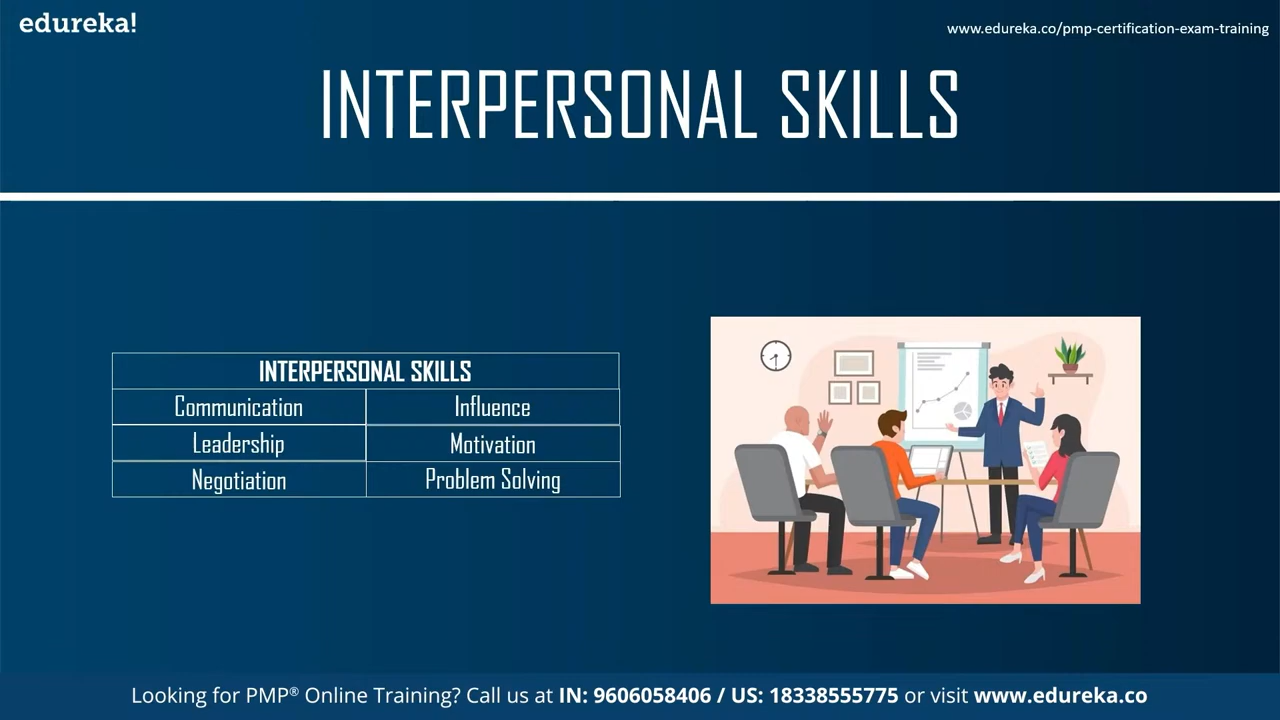 edureka!
www.edureka.co/pmp-certification-exam-training
INTERPERSONAL SKILLS
INTERPERSONAL SKILLS
Communication Influence
Leadership Motivation
Negotiation Problem Solving
Looking for PMP® Online Training? Call us at IN: 9606058406 / US: 18338555775 or visit www.edureka.co